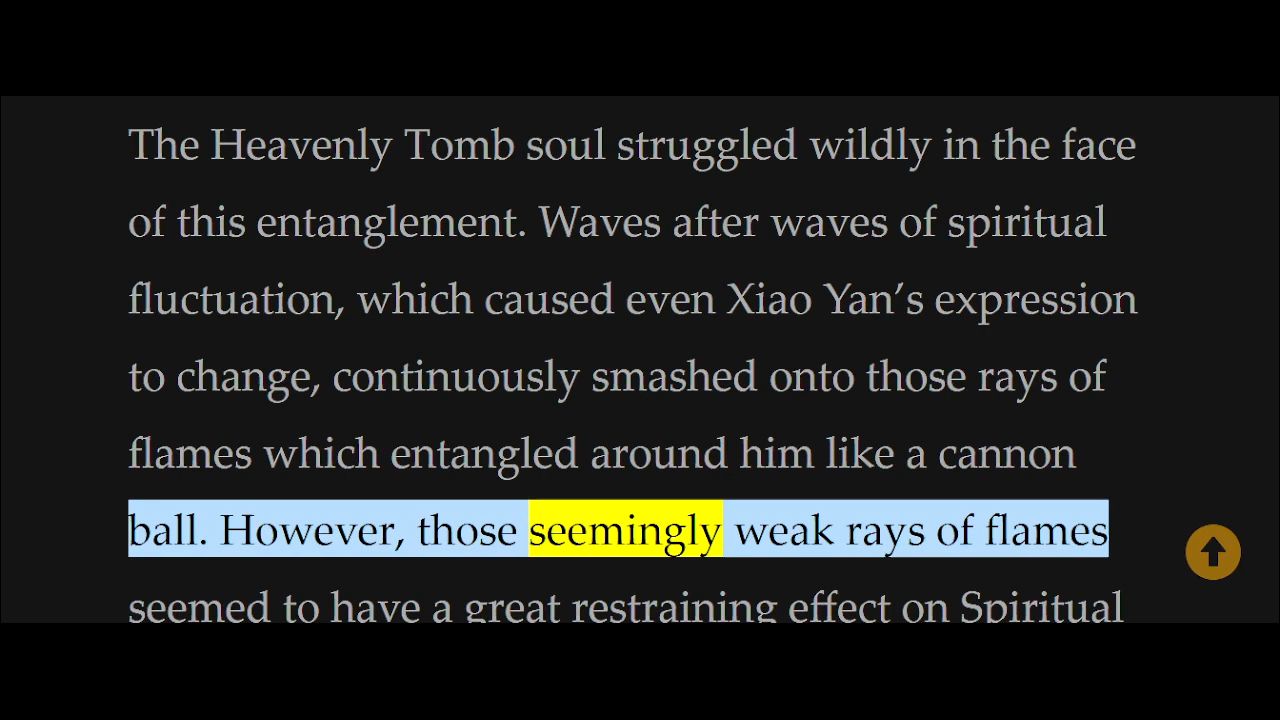 The Heavenly Tomb soul struggled wildly in the face
of this entanglement. Waves after waves of spiritual
fluctuation, which caused even Xiao Yan’s expression
to change, continuously smashed onto those rays of
flames which entangled around him like a cannon
ball. However, those seemingly weak rays of flames
seemed to have a great restraining effect on Spiritual